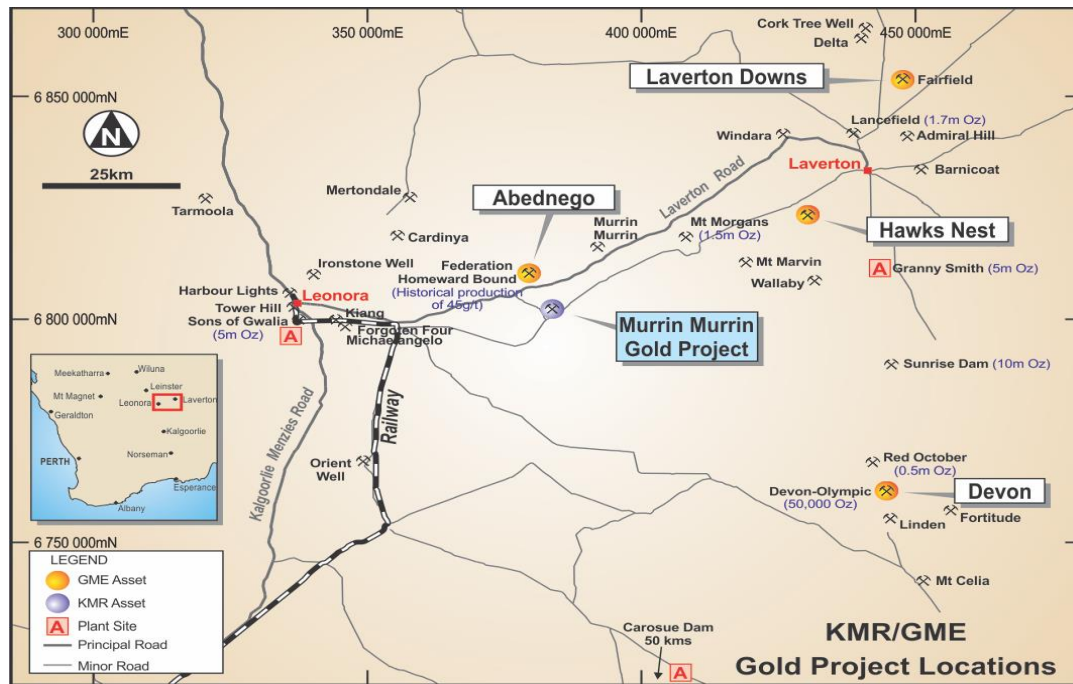 300 000mE
350 000mE
400 000mE
450 000mE
Cork Tree Well
Delta
Laverton Downs
Fairfield
6 850 000mN
N
25km
Lancefield (1.7m Oz)
Windara
Admiral Hill
Laverton
Barnicoat
Laverton Road
Mertondale
Tarmoola
Abednego
Cardinya
Murrin
Murrin
Mt Morgans
(1.5m Oz)
Hawks Nest
Ironstone Well
Federation
Homeward Bound
(Historical production
of 45g/t)
Mt Marvin
Wallaby
A
Granny Smith (5m Oz)
Harbour Lights
Leonora
Tower Hill
Sons of Gwalia
(5m Oz)
A
Kiang
Forgoten Four
Michaelangelo
6 800 000mN
Murrin Murrin
Gold Project
Sunrise Dam (10m Oz)
Meekatharra
Wiluna
Leinster
Mt Magnet
Leonora
Laverton
Geraldton
Kalgoorlie
PERTH
Norseman
Esperance
Albany
Kalgoorlie Menzies Road
Railway
Orient
Well
Red October
(0.5m Oz)
Devon-Olympic
(50,000 Oz)
Devon
Linden
Fortitude
6 750 000mN
Mt Celia
LEGEND
GME Asset
KMR Asset
A Plant Site
Principal Road
Minor Road
Carosue Dam
50 kms
A
KMR/GME
Gold Project Locations